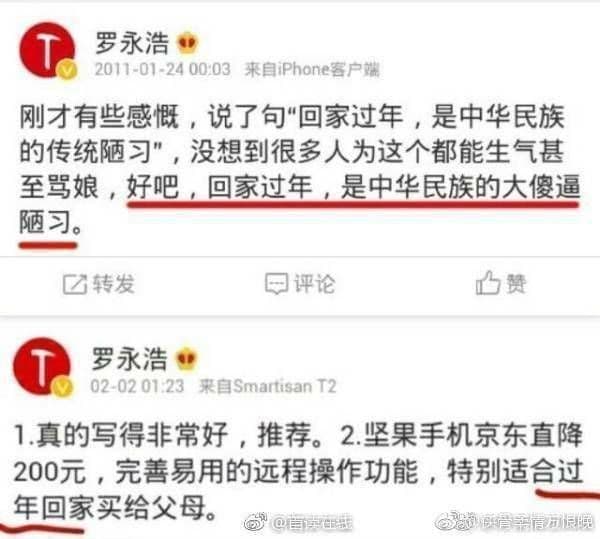 罗永浩
2011-01-24 00:03 来自iPhone客户端
刚才有些感慨，说了句“回家过年，是中华民族
的传统陋习”，没想到很多人为这个都能生气甚
至骂娘，好吧，回家过年，是中华民族的大傻逼
陋习。
转发 评论 赞
罗永浩
02-02 01:23 来自Smartisan T2
1.真的写得非常好，推荐。2.坚果手机京东直降
200元，完善易用的远程操作功能，特别适合过
年回家买给父母。